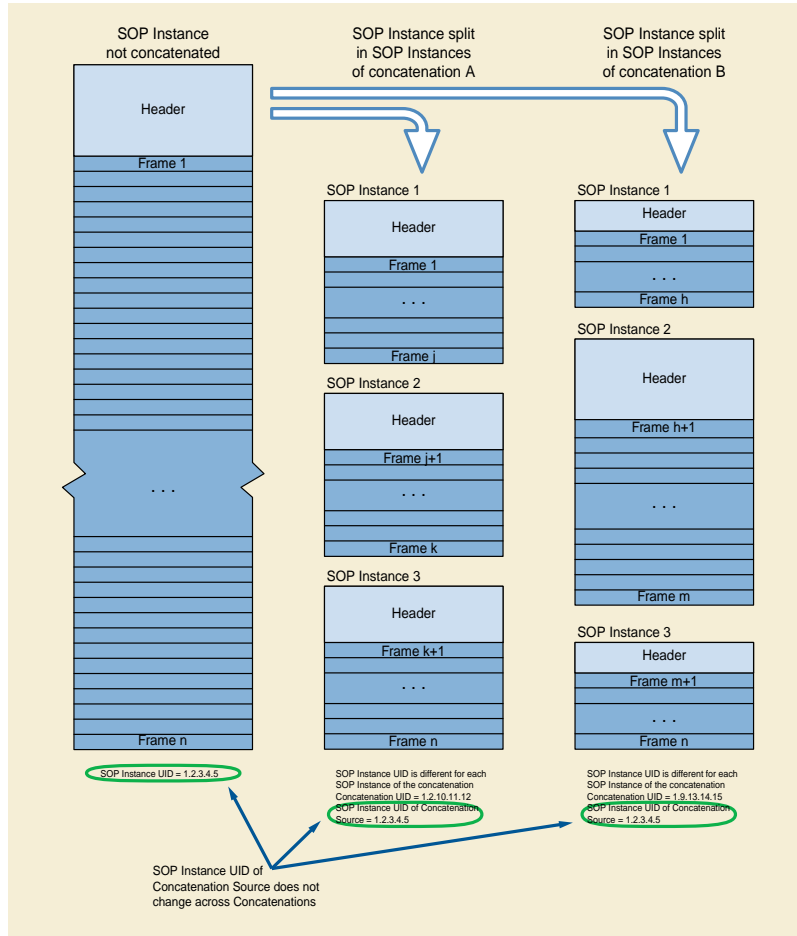 SOP Instance
not concatenated
Header
Frame 1
. . .
Frame n
SOP Instance UID = 1.2.3.4.5
SOP Instance split
in SOP Instances
of concatenation A
SOP Instance 1
Header
Frame 1
. . .
Frame j
SOP Instance 2
Header
Frame j+1
. . .
Frame k
SOP Instance 3
Header
Frame k+1
. . .
Frame n
SOP Instance UID is different for each
SOP Instance of the concatenation
Concatenation UID = 1.2.10.11.12
SOP Instance UID of Concatenation
Source = 1.2.3.4.5
SOP Instance split
in SOP Instances
of concatenation B
SOP Instance 1
Header
Frame 1
. . .
Frame h
SOP Instance 2
Header
Frame h+1
. . .
Frame m
SOP Instance 3
Header
Frame m+1
. . .
Frame n
SOP Instance UID is different for each
SOP Instance of the concatenation
Concatenation UID = 1.9.13.14.15
SOP Instance UID of Concatenation
Source = 1.2.3.4.5
SOP Instance UID of
Concatenation Source does not
change across Concatenations